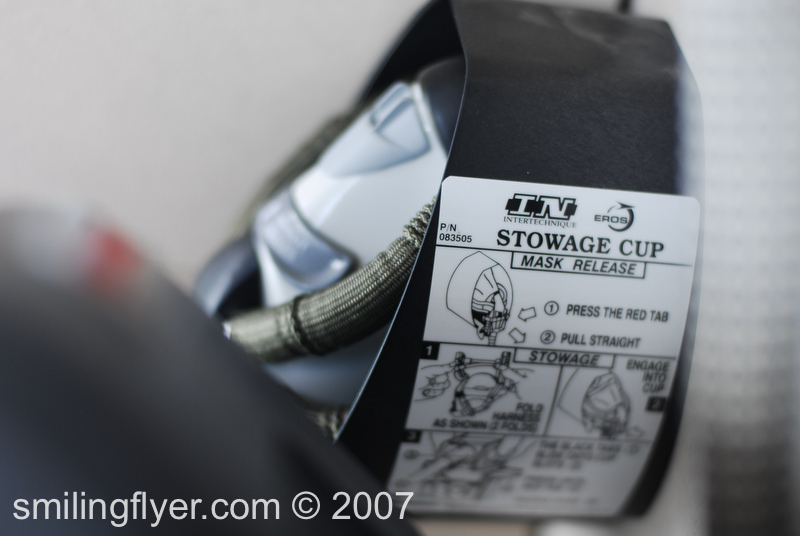 IN
INTERTECHNIQUE
EROS
P/N
083505
STOWAGE CUP
MASK RELEASE
1 PRESS THE RED TAB
2 PULL STRAIGHT
STOWAGE
1
FOLD
HARNESS
AS SHOWN (2 FOLDS)
ENGAGE
INTO
CUP
2
3
smilingflyer.com © 2007